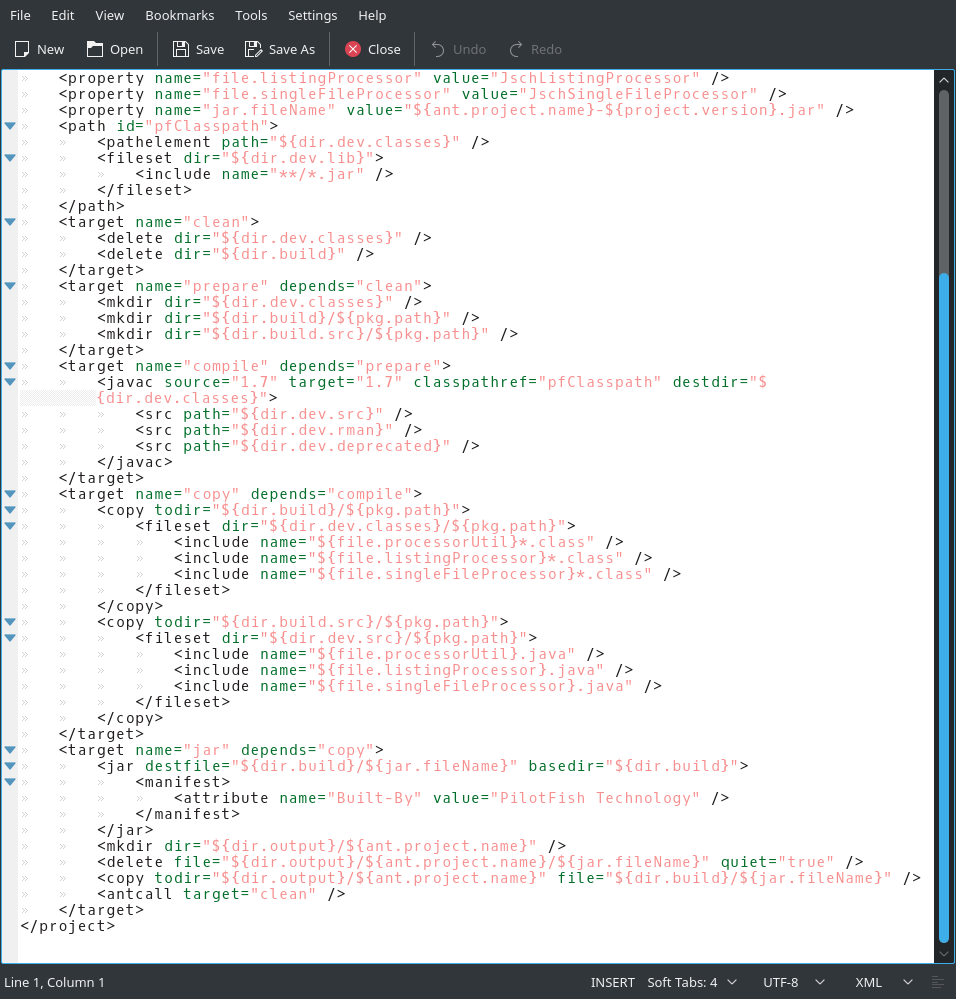 File Edit View Bookmarks Tools Settings Help
New Open Save Save As Close Undo Redo
<property name="file.listingProcessor" value="JschListingProcessor" />
<property name="file.singleFileProcessor" value="JschSingleFileProcessor" />
<property name="jar.fileName" value="${ant.project.name}-${project.version}.jar" />
<path id="pfClasspath">
<pathelement path="${dir.dev.classes}" />
<fileset dir="${dir.dev.lib}">
<include name="**/*.jar" />
</fileset>
</path>
<target name="clean">
<delete dir="${dir.dev.classes}" />
<delete dir="${dir.build}" />
</target>
<target name="prepare" depends="clean">
<mkdir dir="${dir.dev.classes}" />
<mkdir dir="${dir.build}/${pkg.path}" />
<mkdir dir="${dir.build.src}/${pkg.path}" />
</target>
<target name="compile" depends="prepare">
<javac source="1.7" target="1.7" classpathref="pfClasspath" destdir="$
{dir.dev.classes}">
<src path="${dir.dev.src}" />
<src path="${dir.dev.rman}" />
<src path="${dir.dev.deprecated}" />
</javac>
</target>
<target name="copy" depends="compile">
<copy todir="${dir.build}/${pkg.path}">
<fileset dir="${dir.dev.classes}/${pkg.path}">
<include name="${file.processorUtil}*.class" />
<include name="${file.listingProcessor}*.class" />
<include name="${file.singleFileProcessor}*.class" />
</fileset>
</copy>
<copy todir="${dir.build.src}/${pkg.path}">
<fileset dir="${dir.dev.src}/${pkg.path}">
<include name="${file.processorUtil}.java" />
<include name="${file.listingProcessor}.java" />
<include name="${file.singleFileProcessor}.java" />
</fileset>
</copy>
</target>
<target name="jar" depends="copy">
<jar destfile="${dir.build}/${jar.fileName}" basedir="${dir.build}">
<manifest>
<attribute name="Built-By" value="PilotFish Technology" />
</manifest>
</jar>
<mkdir dir="${dir.output}/${ant.project.name}" />
<delete file="${dir.output}/${ant.project.name}/${jar.fileName}" quiet="true" />
<copy todir="${dir.output}/${ant.project.name}" file="${dir.build}/${jar.fileName}" />
<antcall target="clean" />
</target>
</project>
Line 1, Column 1 INSERT Soft Tabs: 4 UTF-8 XML